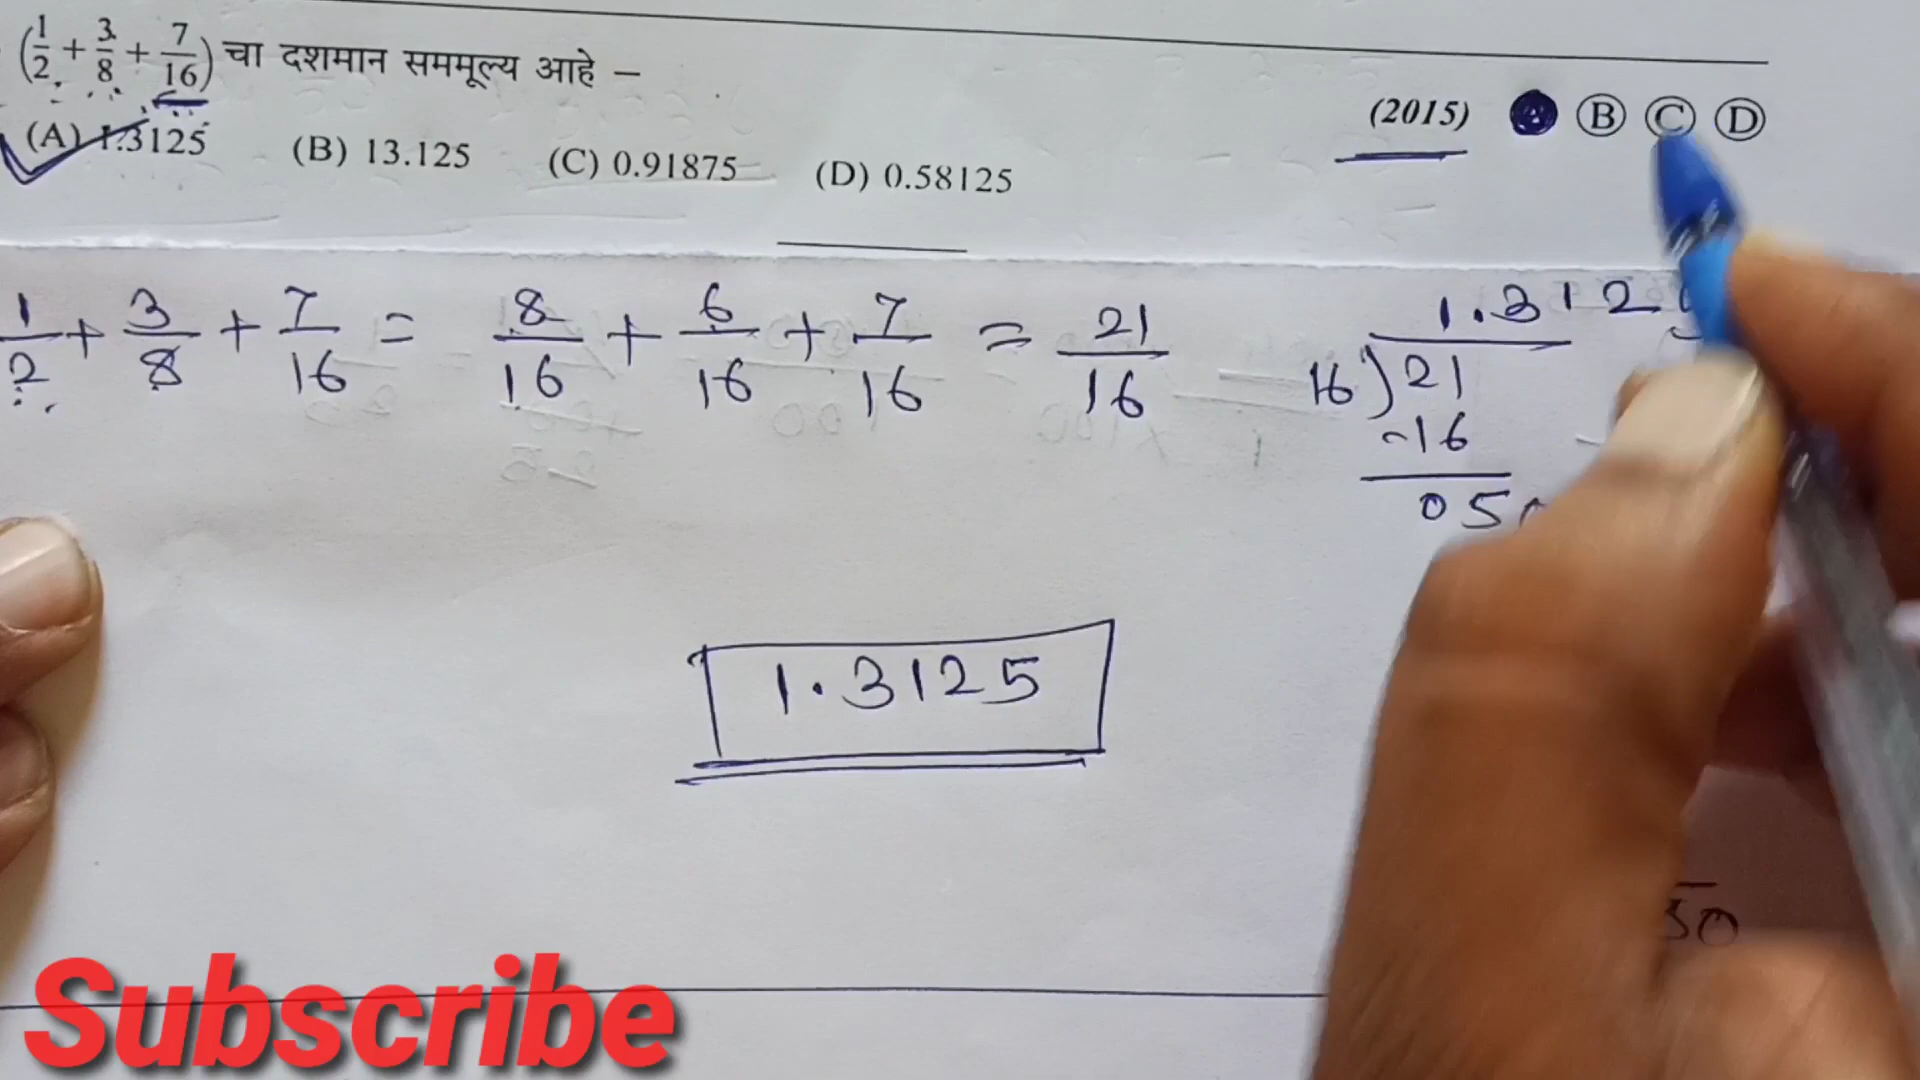 (1/2 + 3/8 + 7/16) चा दशमान सममूल्य आहे –
(A) 1.3125 (B) 13.125 (C) 0.91875 (D) 0.58125
(2015) A B C D
1/2 + 3/8 + 7/16 = 8/16 + 6/16 + 7/16 = 21/16
1.312
16)21
-16
05
1.3125
50
Subscribe